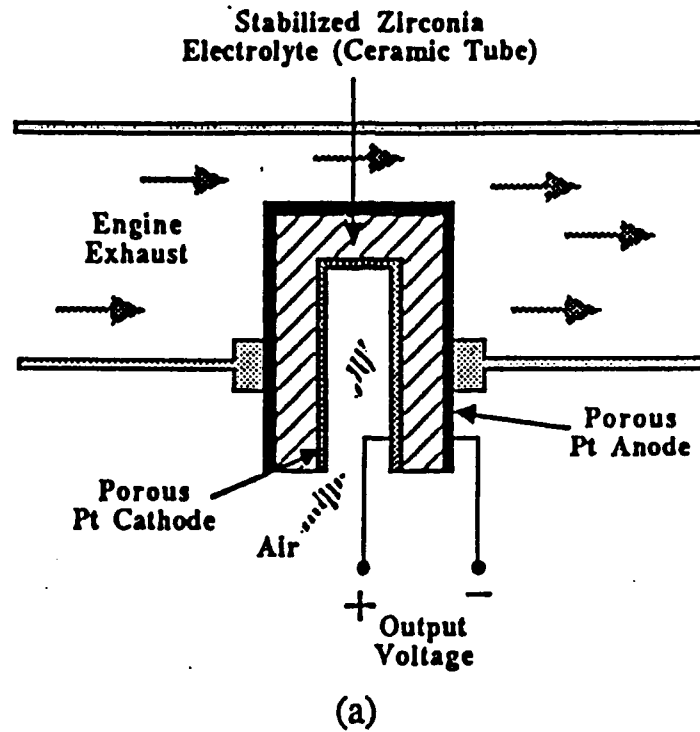 Stabilized Zirconia
Electrolyte (Ceramic Tube)
Engine
Exhaust
Porous
Pt Anode
Porous
Pt Cathode
Air
+ −
Output
Voltage
(a)